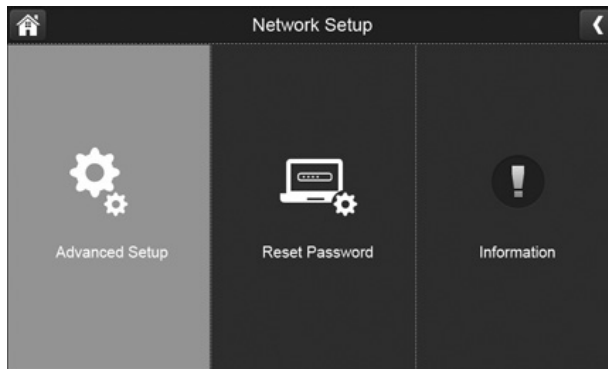 Network Setup
Advanced Setup
Reset Password
Information